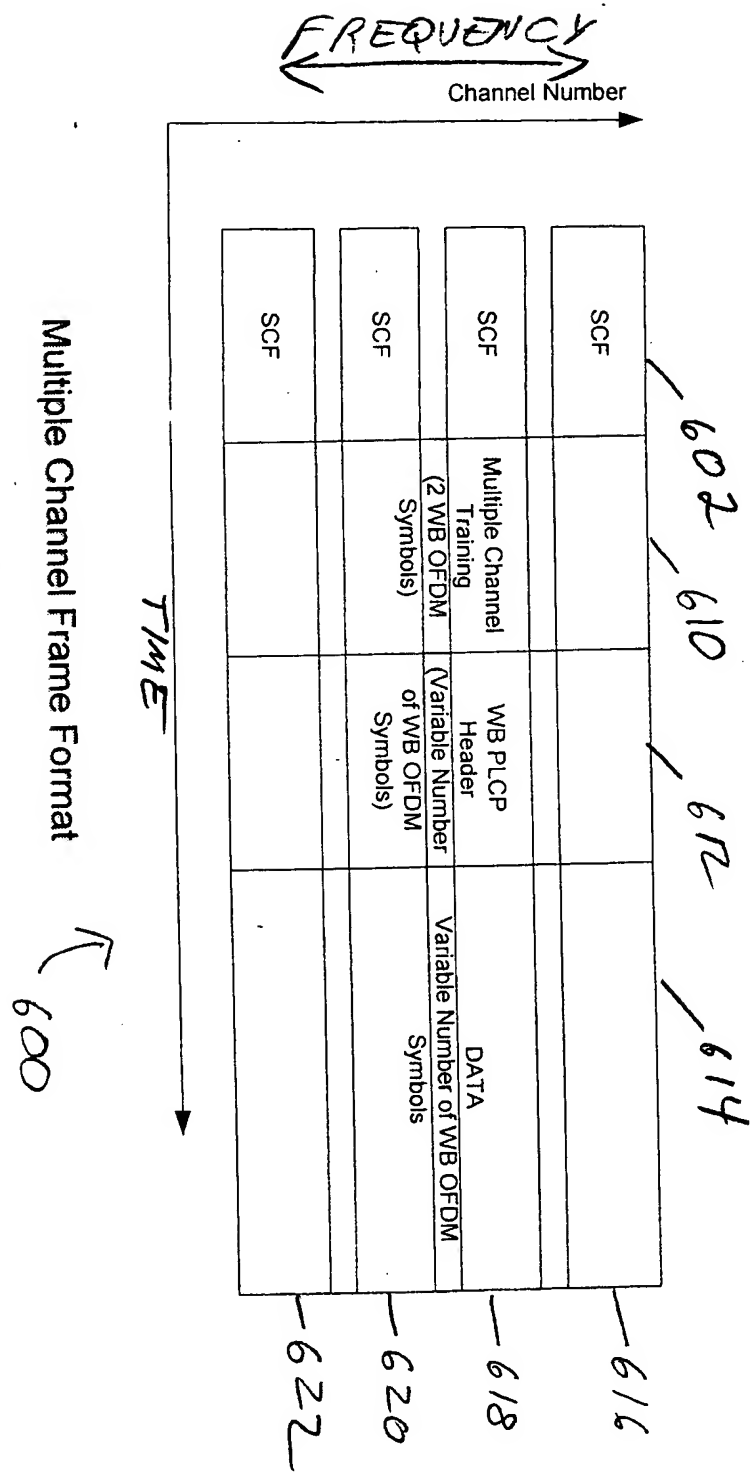 FREQUENCY
Channel Number
602
610
612
614
SCF
SCF
SCF
SCF
Multiple Channel
Training
(2 WB OFDM
Symbols)
WB PLCP
Header
(Variable Number
of WB OFDM
Symbols)
DATA
Variable Number of WB OFDM
Symbols
616
618
620
622
TIME
Multiple Channel Frame Format
600